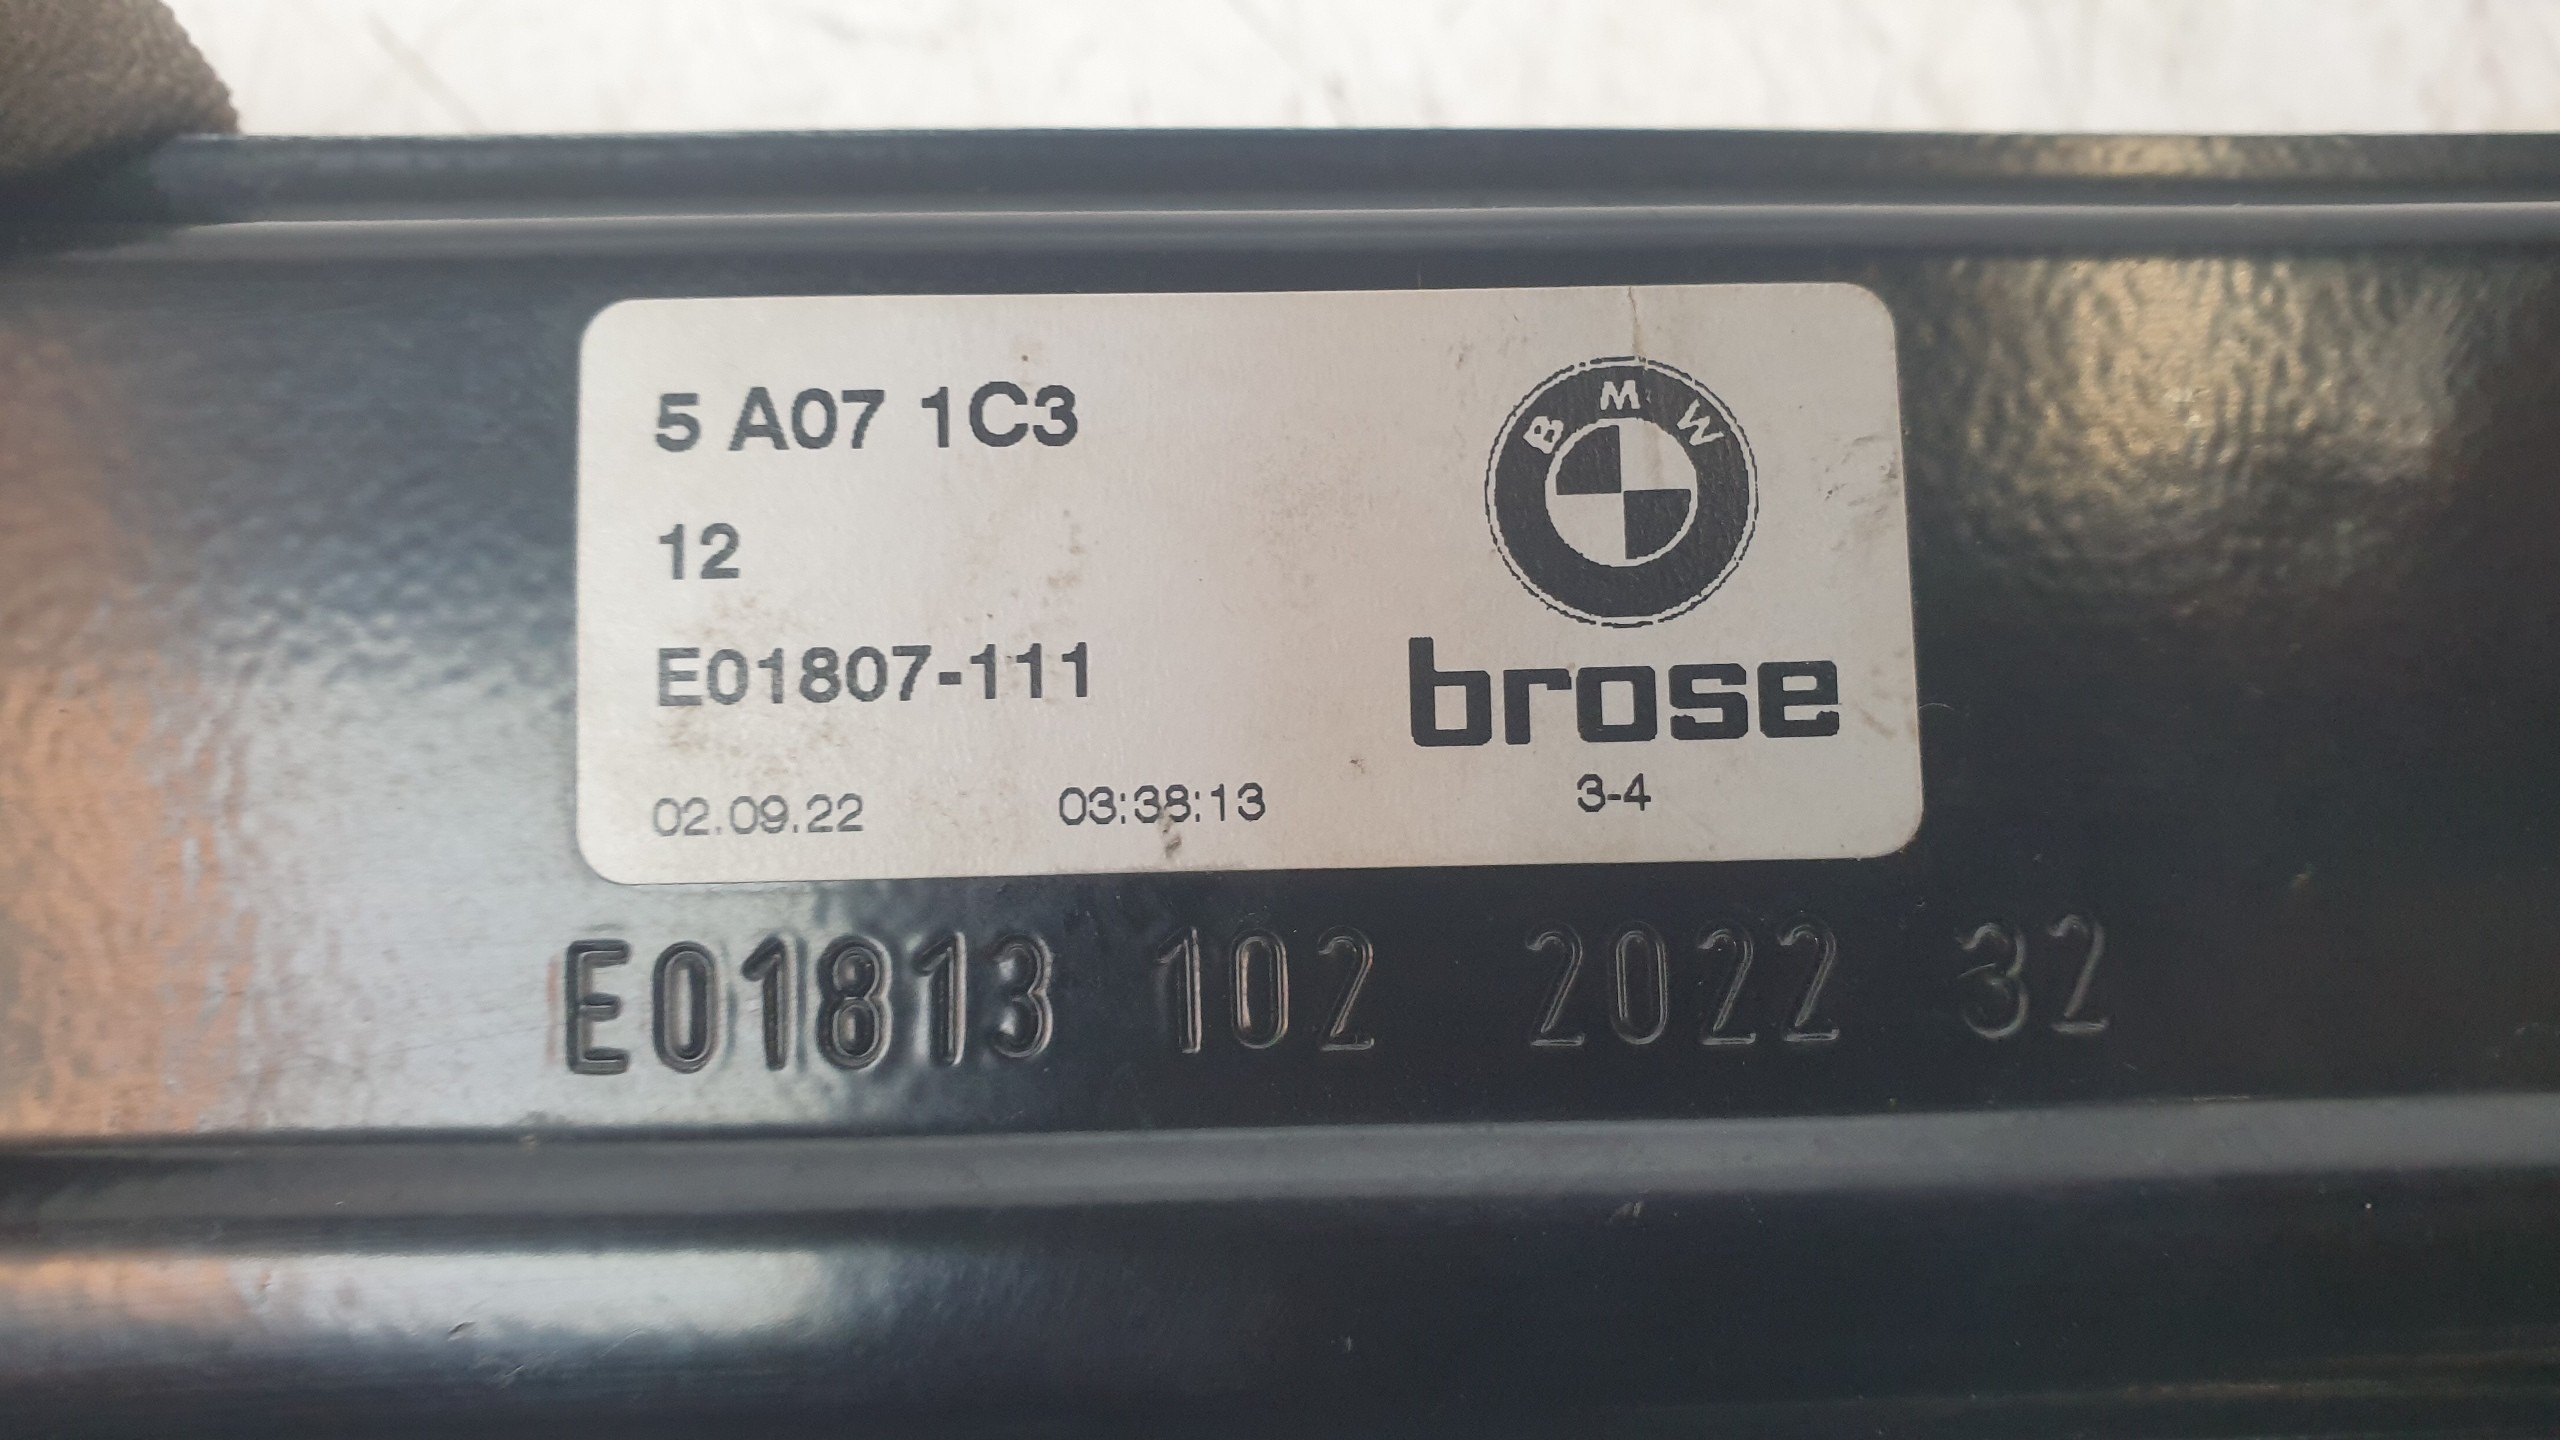 5 A07 1C3
12
E01807-111
02.09.22 03:38:13
BMW
brose
3-4
E01813 102 2022 32